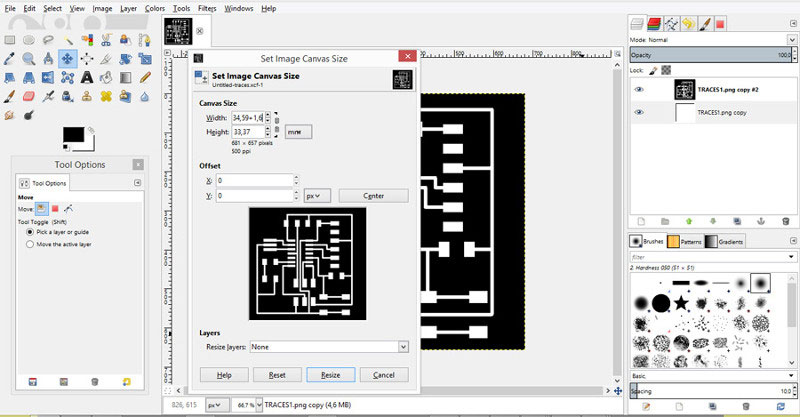 File Edit Select View Image Layer Colors Tools Filters Windows Help
Set Image Canvas Size
Set Image Canvas Size
Untitled-traces.xcf-1
Canvas Size
Width: 34,59+1,6
Height: 33,37 mm
681 × 657 pixels
500 ppi
Offset
X: 0
Y: 0 px Center
Layers
Resize layers: None
Help Reset Resize Cancel
Tool Options
Tool Options
Move
Move:
Tool Toggle (Shift)
Pick a layer or guide
Move the active layer
400 500 600 700 800
826, 615 px 66.7 % TRACES1.png copy (4,6 MB)
Mode: Normal
Opacity 100,0
Lock:
TRACES1.png copy #2
TRACES1.png copy
Brushes Patterns Gradients
filter
2. Hardness 050 (51 × 51)
Basic
Spacing 10.0